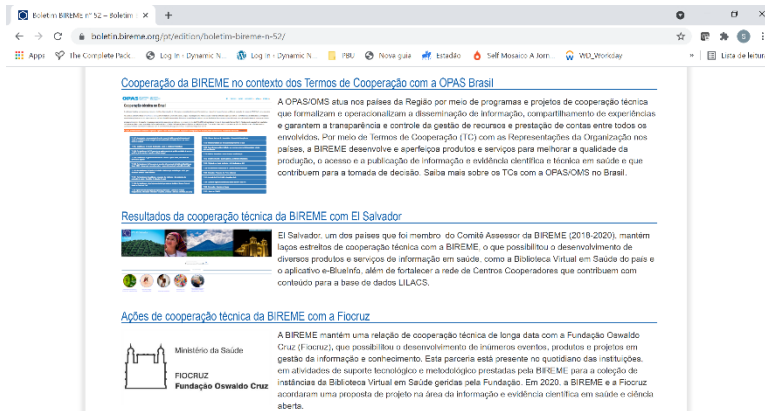 Boletim BIREME n° 52 – Boletim
boletin.bireme.org/pt/edition/boletim-bireme-n-52/
Apps
The Complete Pack
Log in - Dynamic N...
Log in - Dynamic N...
PBU
Nova guia
Estadão
Self Mosaico A Jorn...
WO_Workday
»
Lista de leitura
Cooperação da BIREME no contexto dos Termos de Cooperação com a OPAS Brasil
A OPAS/OMS atua nos países da Região por meio de programas e projetos de cooperação técnica
que formalizam e operacionalizam a disseminação de informação, compartilhamento de experiências
e garantem a transparência e controle da gestão de recursos e prestação de contas entre todos os
envolvidos. Por meio de Termos de Cooperação (TC) com as Representações da Organização nos
países, a BIREME desenvolve e aperfeiçoa produtos e serviços para melhorar a qualidade da
produção, o acesso e a publicação de informação e evidência científica e técnica em saúde e que
contribuem para a tomada de decisão. Saiba mais sobre os TCs com a OPAS/OMS no Brasil.
Resultados da cooperação técnica da BIREME com El Salvador
El Salvador, um dos países que foi membro do Comitê Assessor da BIREME (2018-2020), mantém
laços estreitos de cooperação técnica com a BIREME, o que possibilitou o desenvolvimento de
diversos produtos e serviços de informação em saúde, como a Biblioteca Virtual em Saúde do país e
o aplicativo e-BlueInfo, além de fortalecer a rede de Centros Cooperadores que contribuem com
conteúdo para a base de dados LILACS.
Ações de cooperação técnica da BIREME com a Fiocruz
Ministério da Saúde
FIOCRUZ
Fundação Oswaldo Cruz
A BIREME mantém uma relação de cooperação técnica de longa data com a Fundação Oswaldo
Cruz (Fiocruz), que possibilitou o desenvolvimento de inúmeros eventos, produtos e projetos em
gestão da informação e conhecimento. Esta parceria está presente no quotidiano das instituições,
em atividades de suporte tecnológico e metodológico prestadas pela BIREME para a coleção de
instâncias da Biblioteca Virtual em Saúde geridas pela Fundação. Em 2020, a BIREME e a Fiocruz
acordaram uma proposta de projeto na área da informação e evidência científica em saúde e ciência
aberta.